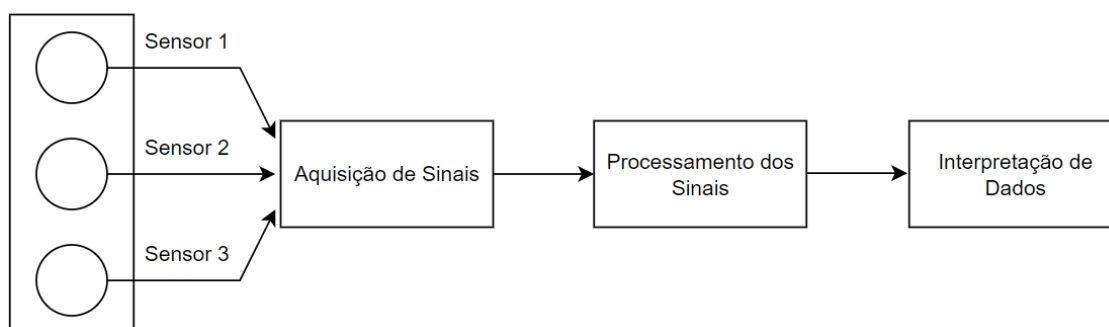 Sensor 1
Sensor 2
Sensor 3
Aquisição de Sinais
Processamento dos
Sinais
Interpretação de
Dados